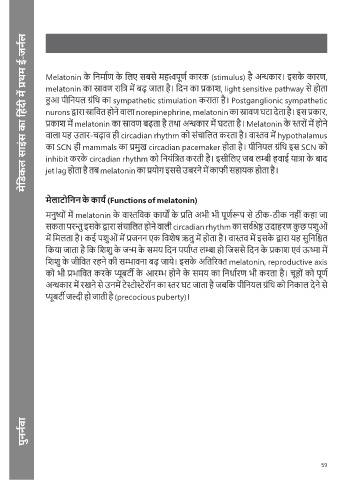 मेडिकल साइंस का हिंदी में प्रथम ई-जर्नल
Melatonin के निर्माण के लिए सबसे महत्वपूर्ण कारक (stimulus) है अन्धकार। इसके कारण,
melatonin का स्रावण रात्रि में बढ़ जाता है। दिन का प्रकाश, light sensitive pathway से होता
हुआ पीनियल ग्रंथि का sympathetic stimulation कराता है। Postganglionic sympathetic
nurons द्वारा स्रावित होने वाला norepinephrine, melatonin का स्रावण घटा देता है। इस प्रकार,
प्रकाश में melatonin का स्रावण बढ़ता है तथा अन्धकार में घटता है। Melatonin के स्तरों में होने
वाला यह उतार-चढ़ाव ही circadian rhythm को संचालित करता है। वास्तव में hypothalamus
का SCN ही mammals का प्रमुख circadian pacemaker होता है। पीनियल ग्रंथि इस SCN को
inhibit करके circadian rhythm को नियंत्रित करती है। इसीलिए जब लम्बी हवाई यात्रा के बाद
jet lag होता है तब melatonin का प्रयोग इससे उबरने में काफी सहायक होता है।
मेलाटोनिन के कार्य (Functions of melatonin)
मनुष्यों में melatonin के वास्तविक कार्यों के प्रति अभी भी पूर्णरूप से ठीक-ठीक नहीं कहा जा
सकता परन्तु इसके द्वारा संचालित होने वाली circadian rhythm का सर्वश्रेष्ठ उदाहरण कुछ पशुओं
में मिलता है। कई पशुओं में प्रजनन एक विशेष ऋतु में होता है। वास्तव में इसके द्वारा यह सुनिश्चित
किया जाता है कि शिशु के जन्म के समय दिन पर्याप्त लम्बा हो जिससे दिन के प्रकाश एवं ऊष्मा में
शिशु के जीवित रहने की सम्भावना बढ़ जाये। इसके अतिरिक्त melatonin, reproductive axis
को भी प्रभावित करके प्यूबर्टी के आरम्भ होने के समय का निर्धारण भी करता है। चूहों को पूर्ण
अन्धकार में रखने से उनमें टेस्टोस्टेरॉन का स्तर घट जाता है जबकि पीनियल ग्रंथि को निकाल देने से
प्यूबर्टी जल्दी हो जाती है (precocious puberty)।
पुनर्नवा
59